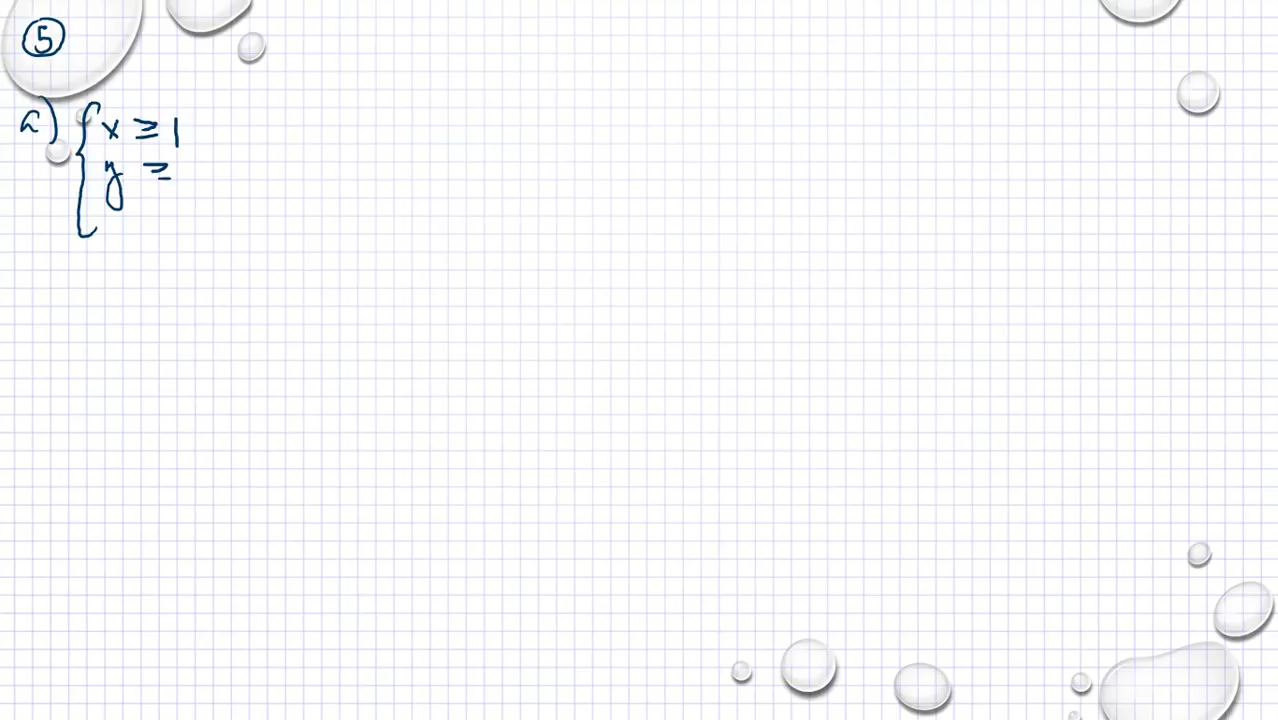 5
a) { x ≥ 1
y ≥